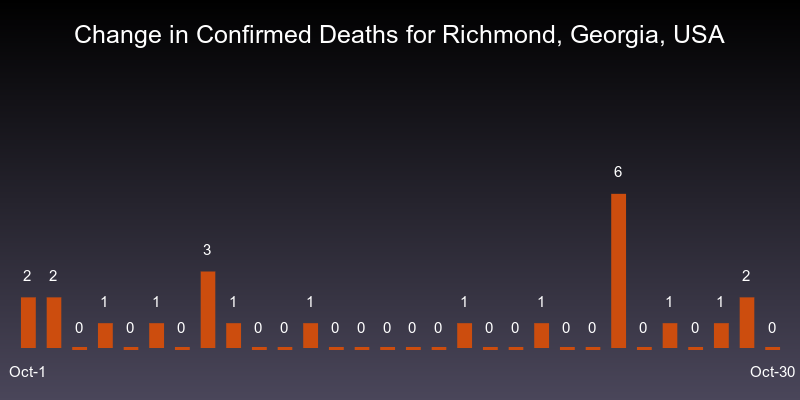 Change in Confirmed Deaths for Richmond, Georgia, USA
6
3
2 2 2
1 1 1 1 1 1 1 1
0 0 0 0 0 0 0 0 0 0 0 0 0 0 0 0 0
Oct-1 Oct-30